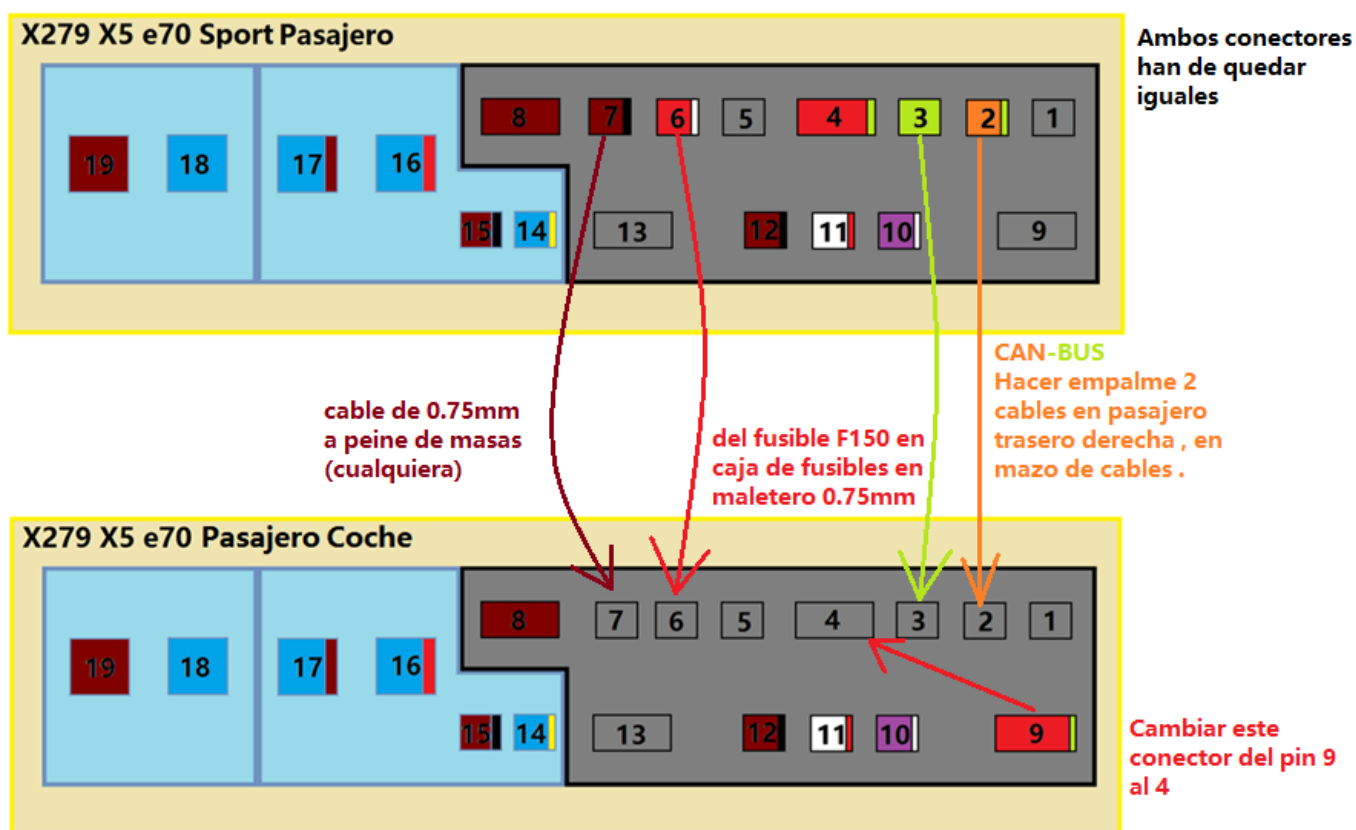 X279 X5 e70 Sport Pasajero
Ambos conectores
han de quedar
iguales
8 7 6 5 4 3 2 1
19 18 17 16
15 14 13 12 11 10 9
CAN-BUS
Hacer empalme 2
cables en pasajero
trasero derecha , en
mazo de cables .
cable de 0.75mm
a peine de masas
(cualquiera)
del fusible F150 en
caja de fusibles en
maletero 0.75mm
X279 X5 e70 Pasajero Coche
8 7 6 5 4 3 2 1
19 18 17 16
15 14 13 12 11 10 9
Cambiar este
conector del pin 9
al 4